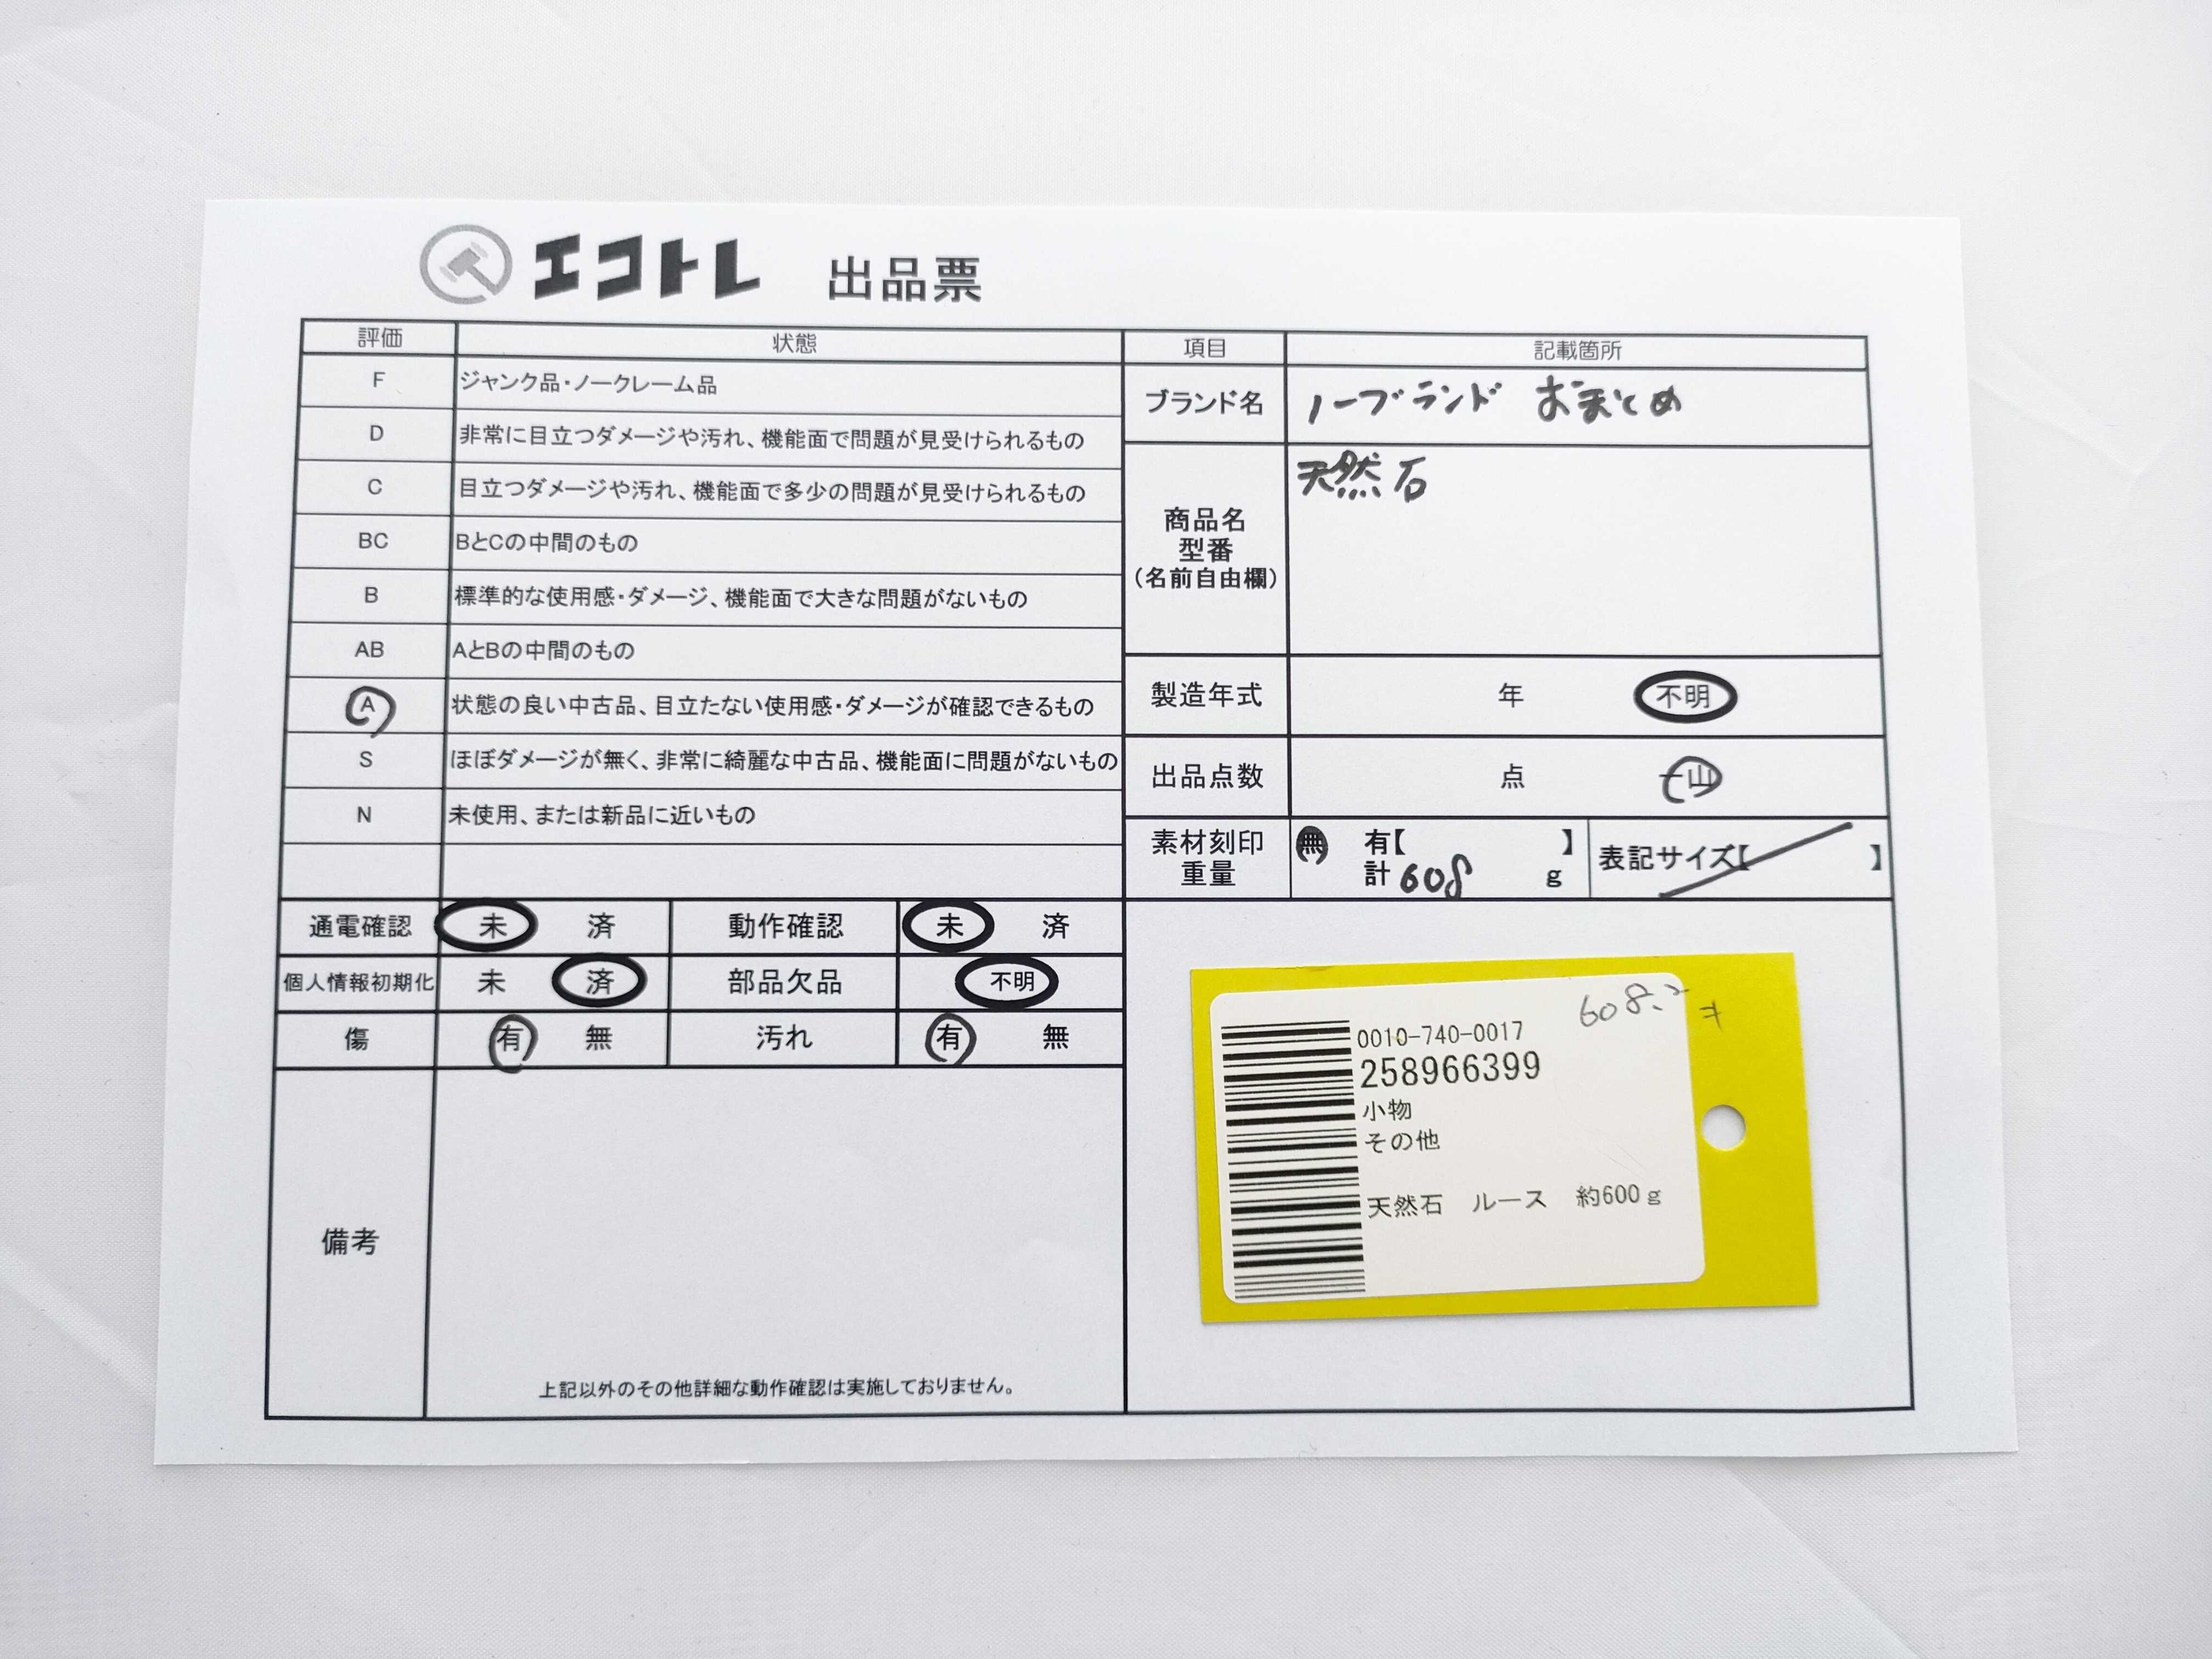 エコトレ 出品票
評価 状態
F ジャンク品・ノークレーム品
D 非常に目立つダメージや汚れ、機能面で問題が見受けられるもの
C 目立つダメージや汚れ、機能面で多少の問題が見受けられるもの
BC BとCの中間のもの
B 標準的な使用感・ダメージ、機能面で大きな問題がないもの
AB AとBの中間のもの
A 状態の良い中古品、目立たない使用感・ダメージが確認できるもの
S ほぼダメージが無く、非常に綺麗な中古品、機能面に問題がないもの
N 未使用、または新品に近いもの
通電確認 未 済 動作確認 未 済
個人情報初期化 未 済 部品欠品 不明
傷 有 無 汚れ 有 無
備考
上記以外のその他詳細な動作確認は実施しておりません。
項目 記載箇所
ブランド名 ノーブランド おまとめ
商品名
型番
(名前自由欄)
天然石
製造年式 年 不明
出品点数 点 一山
素材刻印 無 有【 】
重量 計 608 g
表記サイズ【 】
608.2 キ
0010-740-0017
258966399
小物
その他
天然石 ルース 約600g